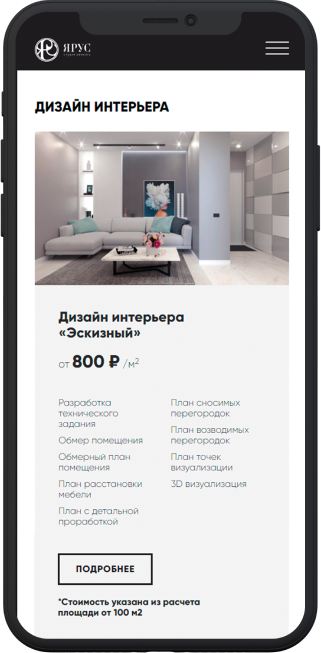 ЯРУС
ДИЗАЙН ИНТЕРЬЕРА
Дизайн интерьера
«Эскизный»
от 800 ₽ /м²
Разработка
технического
задания
Обмер помещения
Обмерный план
помещения
План расстановки
мебели
План с детальной
проработкой
План сносимых
перегородок
План возводимых
перегородок
План точек
визуализации
3D визуализация
ПОДРОБНЕЕ
*Стоимость указана из расчета
площади от 100 м2